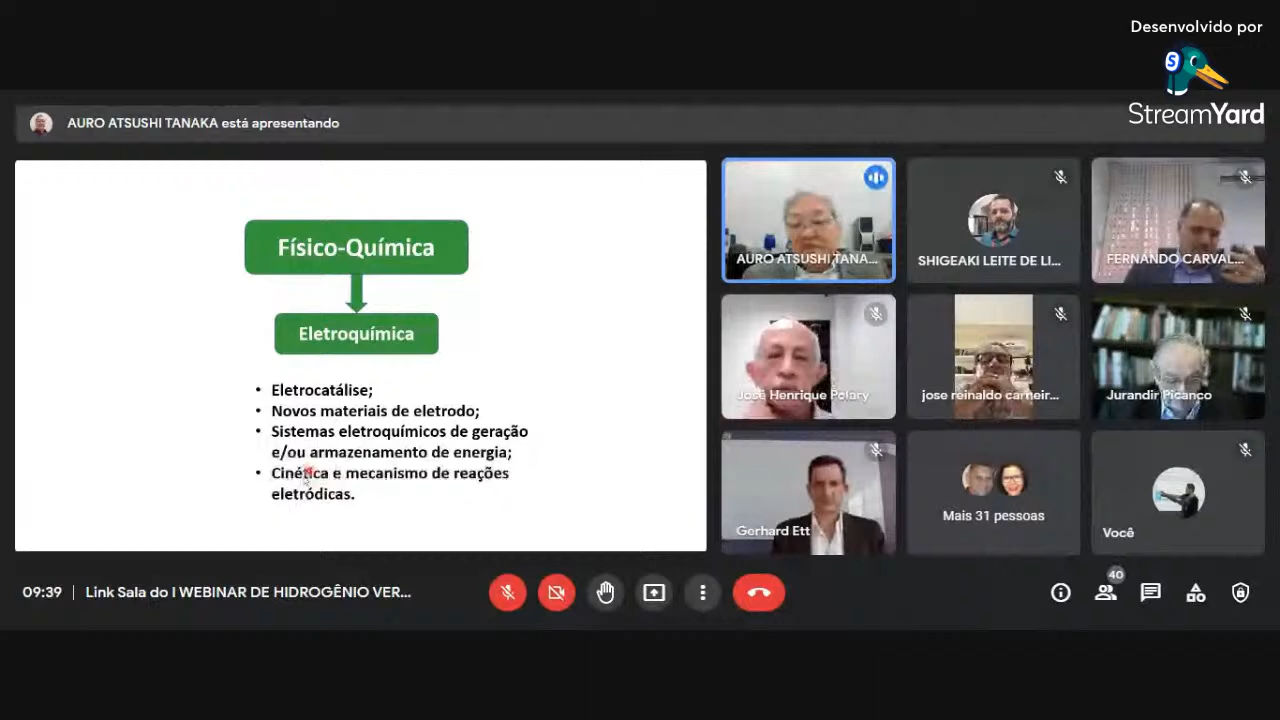 Desenvolvido por
StreamYard
AURO ATSUSHI TANAKA está apresentando
Físico-Química
Eletroquímica
• Eletrocatálise;
• Novos materiais de eletrodo;
• Sistemas eletroquímicos de geração
e/ou armazenamento de energia;
• Cinética e mecanismo de reações
eletródicas.
AURO ATSUSHI TANA...
SHIGEAKI LEITE DE LI...
FERNANDO CARVAL...
José Henrique Polary
jose reinaldo carneir...
Jurandir Picanço
Gerhard Ett
Mais 31 pessoas
Você
09:39 | Link Sala do I WEBINAR DE HIDROGÊNIO VER...
40